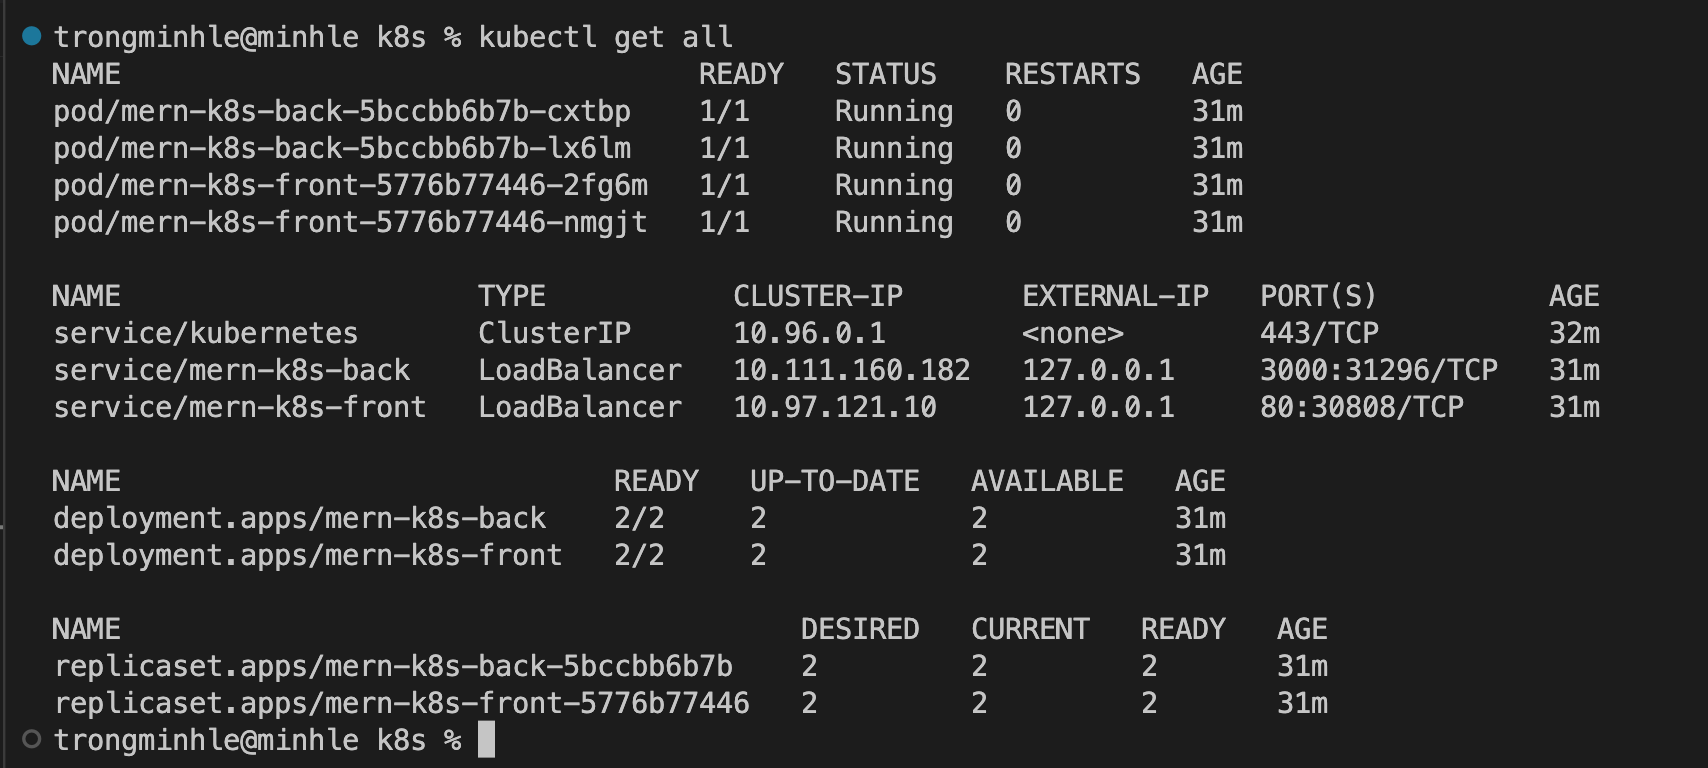 trongminhle@minhle k8s % kubectl get all
NAME READY STATUS RESTARTS AGE
pod/mern-k8s-back-5bccbb6b7b-cxtbp 1/1 Running 0 31m
pod/mern-k8s-back-5bccbb6b7b-lx6lm 1/1 Running 0 31m
pod/mern-k8s-front-5776b77446-2fg6m 1/1 Running 0 31m
pod/mern-k8s-front-5776b77446-nmgjt 1/1 Running 0 31m
NAME TYPE CLUSTER-IP EXTERNAL-IP PORT(S) AGE
service/kubernetes ClusterIP 10.96.0.1 <none> 443/TCP 32m
service/mern-k8s-back LoadBalancer 10.111.160.182 127.0.0.1 3000:31296/TCP 31m
service/mern-k8s-front LoadBalancer 10.97.121.10 127.0.0.1 80:30808/TCP 31m
NAME READY UP-TO-DATE AVAILABLE AGE
deployment.apps/mern-k8s-back 2/2 2 2 31m
deployment.apps/mern-k8s-front 2/2 2 2 31m
NAME DESIRED CURRENT READY AGE
replicaset.apps/mern-k8s-back-5bccbb6b7b 2 2 2 31m
replicaset.apps/mern-k8s-front-5776b77446 2 2 2 31m
trongminhle@minhle k8s %